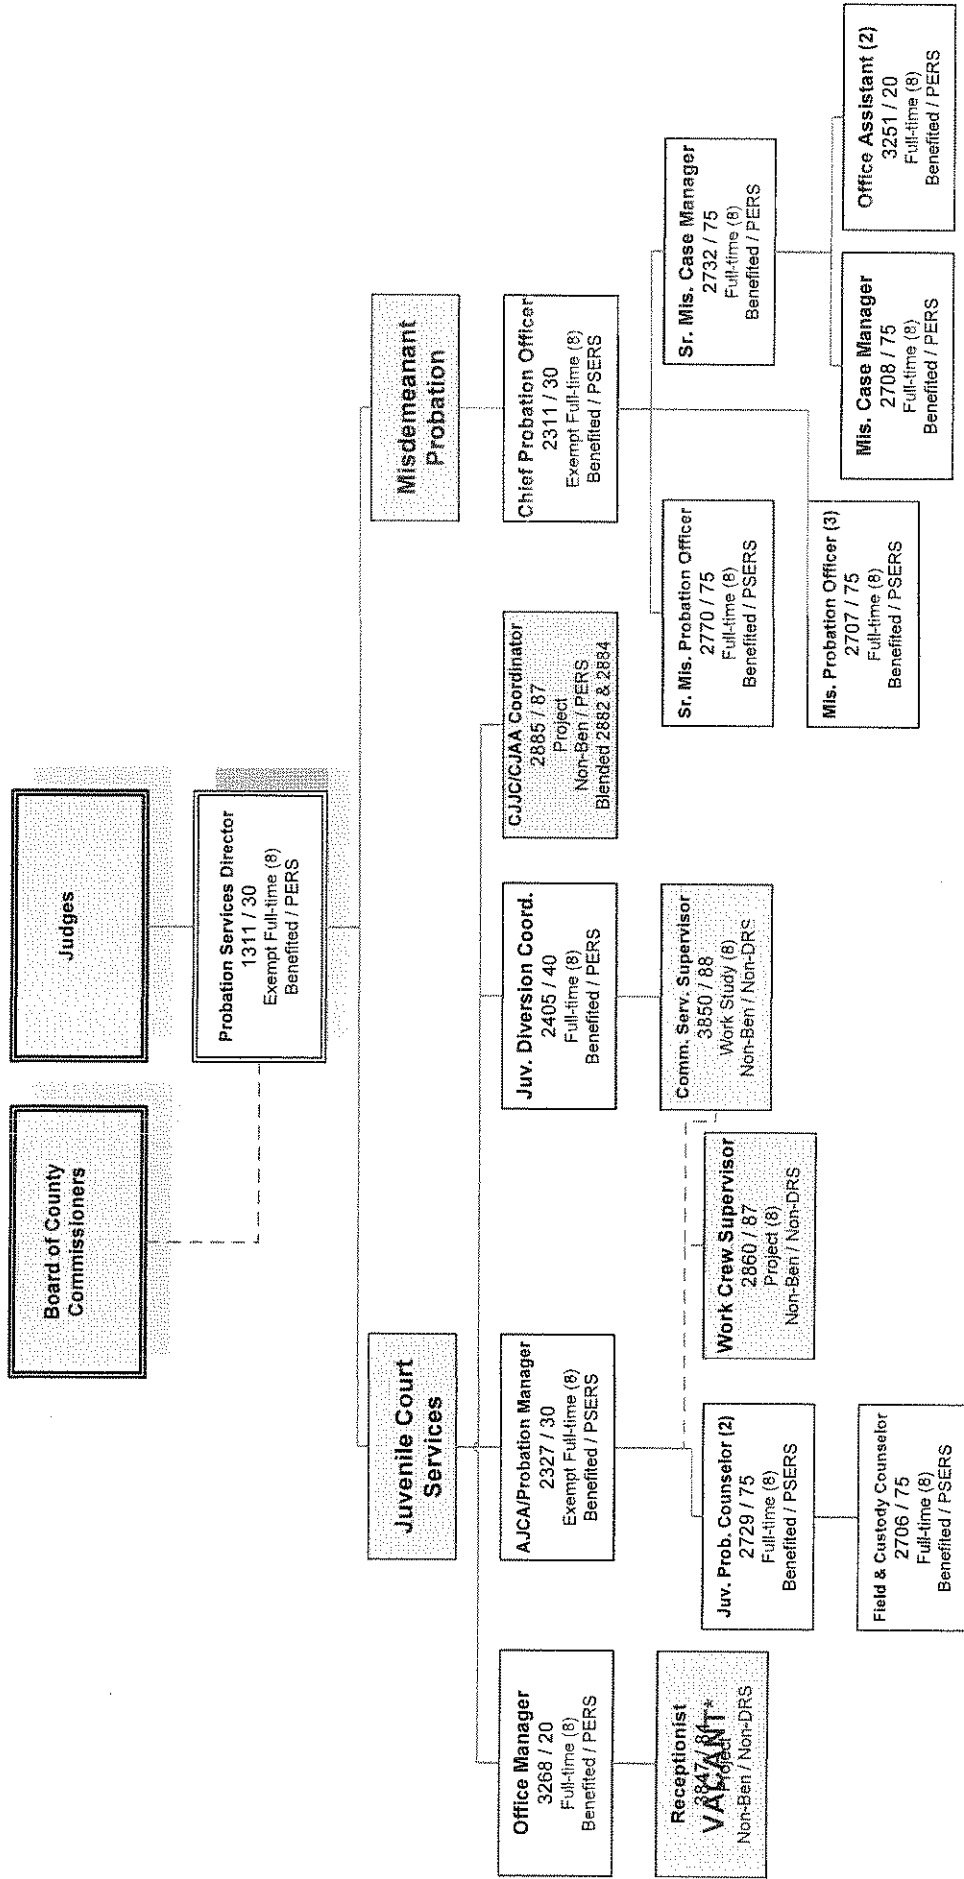 Board of County
Commissioners
Judges
Probation Services Director
1311 / 30
Exempt Full-time (8)
Benefited / PERS
Juvenile Court
Services
Misdemeanant
Probation
Office Manager
3268 / 20
Full-time (8)
Benefited / PERS
AJCA/Probation Manager
2327 / 30
Exempt Full-time (8)
Benefited / PSERS
Juv. Diversion Coord.
2405 / 40
Full-time (8)
Benefited / PERS
CJJC/CJAA Coordinator
2885 / 87
Project
Non-Ben / PERS
Blended 2882 & 2884
Chief Probation Officer
2311 / 30
Exempt Full-time (8)
Benefited / PSERS
Receptionist
VACANT*
Project
Non-Ben / Non-DRS
Juv. Prob. Counselor (2)
2729 / 75
Full-time (8)
Benefited / PSERS
Work Crew Supervisor
2860 / 87
Project (8)
Non-Ben / Non-DRS
Comm. Serv. Supervisor
3850 / 88
Work Study (8)
Non-Ben / Non-DRS
Sr. Mis. Probation Officer
2770 / 75
Full-time (8)
Benefited / PSERS
Sr. Mis. Case Manager
2732 / 75
Full-time (8)
Benefited / PERS
Field & Custody Counselor
2706 / 75
Full-time (8)
Benefited / PSERS
Mis. Probation Officer (3)
2707 / 75
Full-time (8)
Benefited / PSERS
Mis. Case Manager
2708 / 75
Full-time (8)
Benefited / PERS
Office Assistant (2)
3251 / 20
Full-time (8)
Benefited / PERS